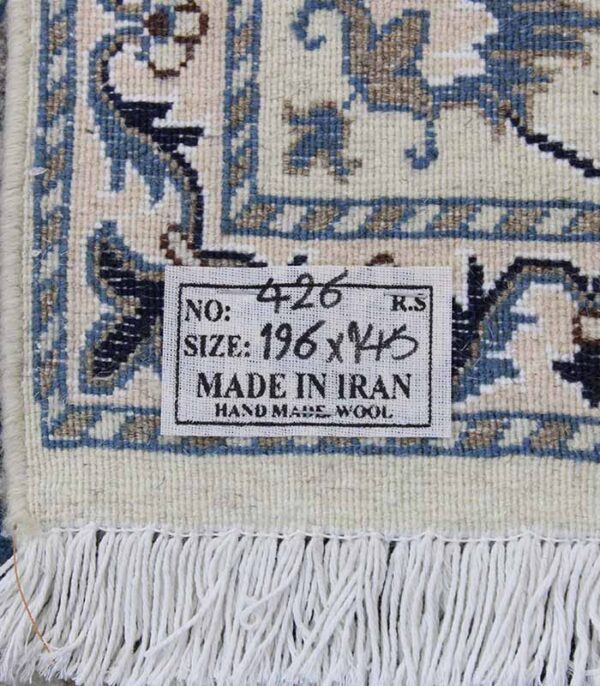 NO: 426 R.S
SIZE: 196 x 145
MADE IN IRAN
HAND MADE WOOL